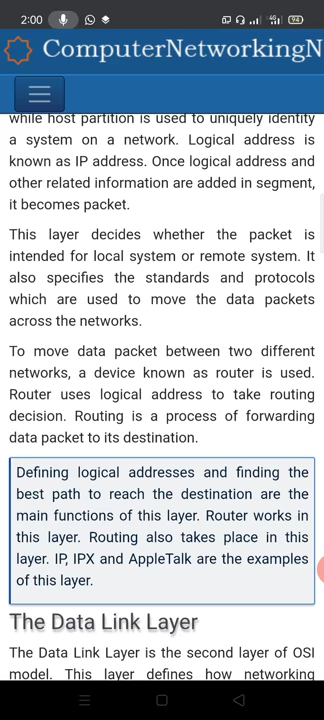 2:00
94
ComputerNetworkingN
while host partition is used to uniquely identity
a system on a network. Logical address is
known as IP address. Once logical address and
other related information are added in segment,
it becomes packet.
This layer decides whether the packet is
intended for local system or remote system. It
also specifies the standards and protocols
which are used to move the data packets
across the networks.
To move data packet between two different
networks, a device known as router is used.
Router uses logical address to take routing
decision. Routing is a process of forwarding
data packet to its destination.
Defining logical addresses and finding the
best path to reach the destination are the
main functions of this layer. Router works in
this layer. Routing also takes place in this
layer. IP, IPX and AppleTalk are the examples
of this layer.
The Data Link Layer
The Data Link Layer is the second layer of OSI
model. This layer defines how networking